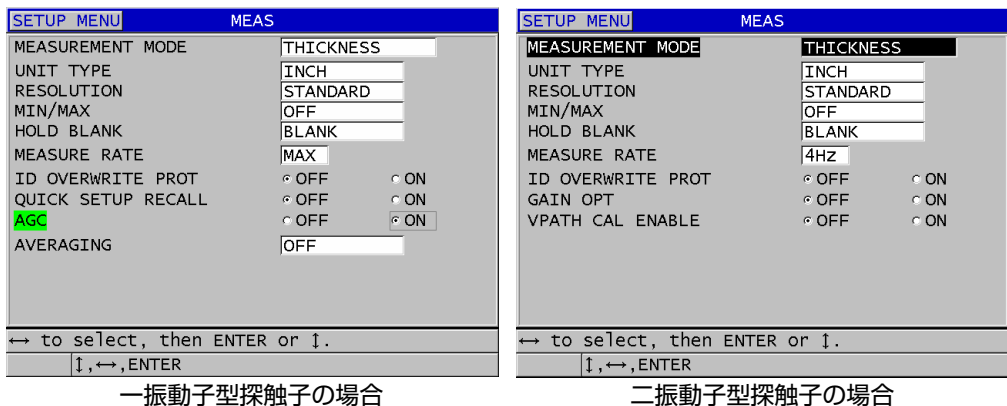 SETUP MENU MEAS
MEASUREMENT MODE THICKNESS
UNIT TYPE INCH
RESOLUTION STANDARD
MIN/MAX OFF
HOLD BLANK BLANK
MEASURE RATE MAX
ID OVERWRITE PROT OFF ON
QUICK SETUP RECALL OFF ON
AGC OFF ON
AVERAGING OFF
↔ to select, then ENTER or ↕.
↕,↔,ENTER
一振動子型探触子の場合
SETUP MENU MEAS
MEASUREMENT MODE THICKNESS
UNIT TYPE INCH
RESOLUTION STANDARD
MIN/MAX OFF
HOLD BLANK BLANK
MEASURE RATE 4Hz
ID OVERWRITE PROT OFF ON
GAIN OPT OFF ON
VPATH CAL ENABLE OFF ON
↔ to select, then ENTER or ↕.
↕,↔,ENTER
二振動子型探触子の場合